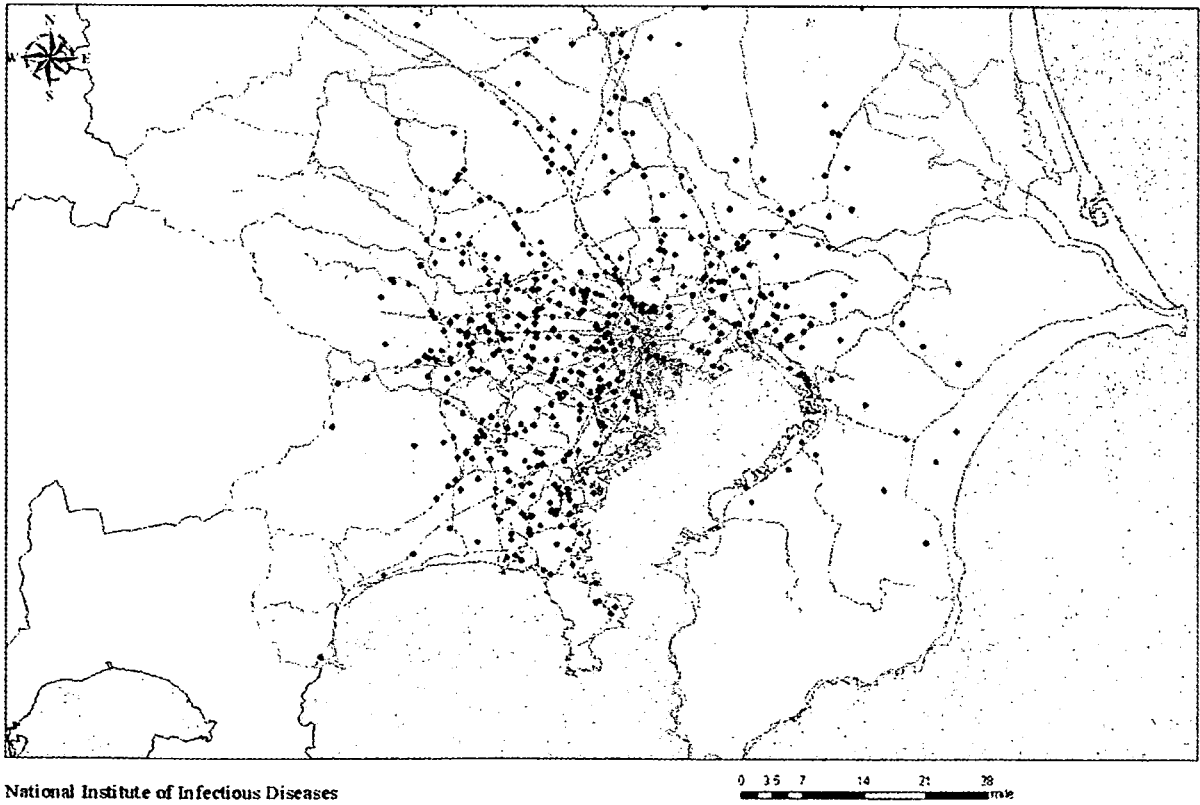 N
W E
S
National Institute of Infectious Diseases
0 3.5 7 14 21 28
mile